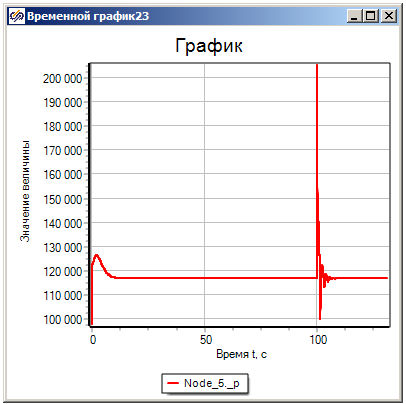 Временной график23
График
Значение величины
200 000
190 000
180 000
170 000
160 000
150 000
140 000
130 000
120 000
110 000
100 000
0
50
100
Время t, с
Node_5._p